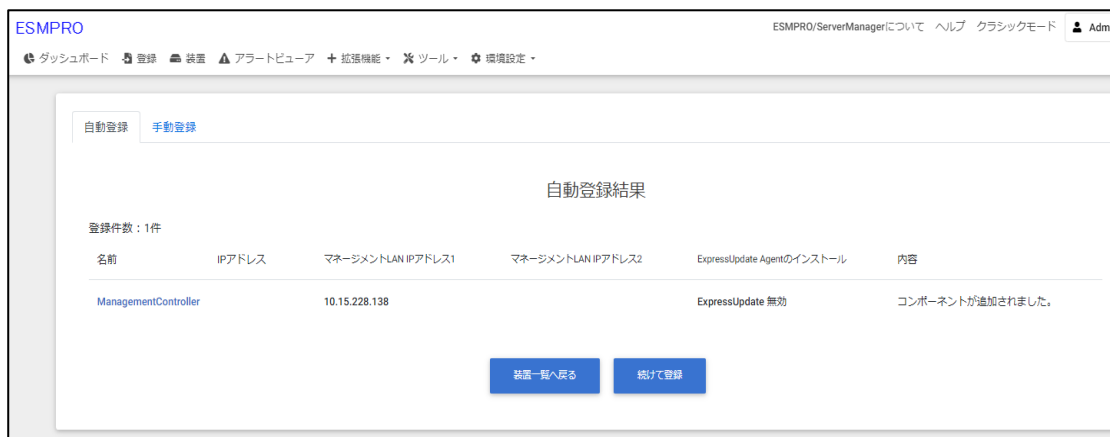 ESMPRO
ESMPRO/ServerManagerについて ヘルプ クラシックモード Adm
ダッシュボード 登録 装置 アラートビューア 拡張機能 ツール 環境設定
自動登録 手動登録
自動登録結果
登録件数：1件
名前 IPアドレス マネージメントLAN IPアドレス1 マネージメントLAN IPアドレス2 ExpressUpdate Agentのインストール 内容
ManagementController 10.15.228.138 ExpressUpdate 無効 コンポーネントが追加されました。
装置一覧へ戻る 続けて登録